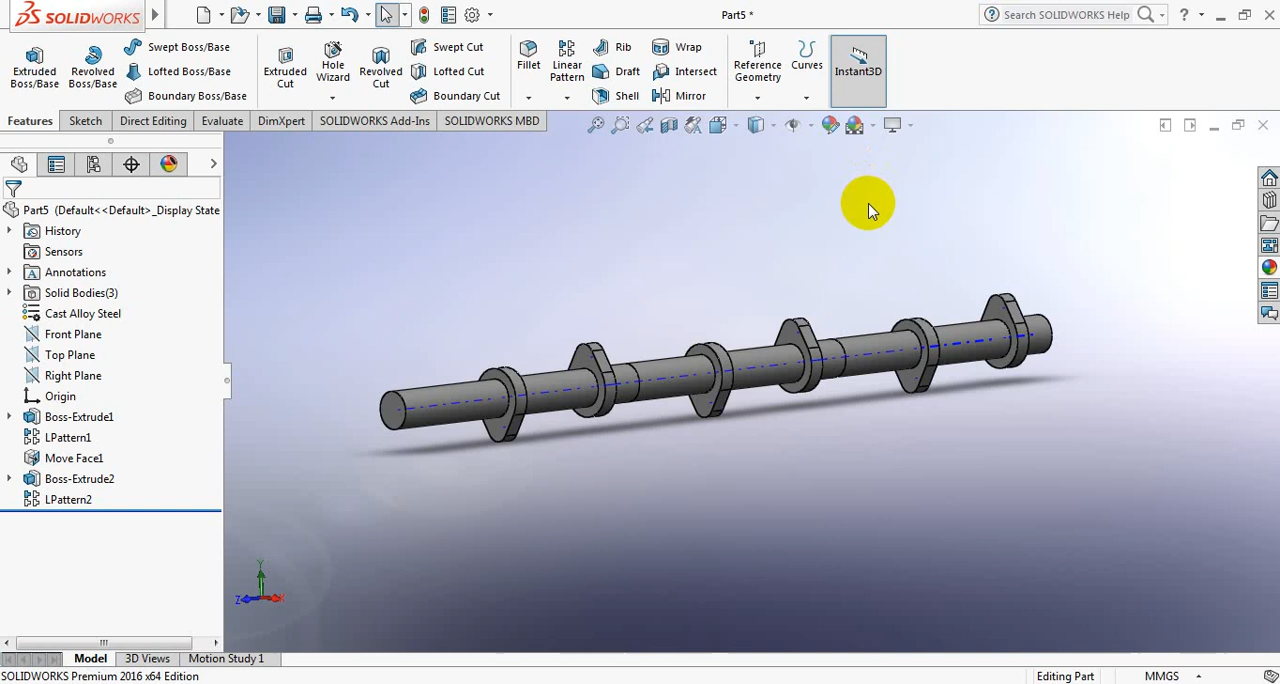 SOLIDWORKS
Part5 *
Search SOLIDWORKS Help
?
Extruded Boss/Base
Revolved Boss/Base
Swept Boss/Base
Lofted Boss/Base
Boundary Boss/Base
Extruded Cut
Hole Wizard
Revolved Cut
Swept Cut
Lofted Cut
Boundary Cut
Fillet
Linear Pattern
Rib
Draft
Shell
Wrap
Intersect
Mirror
Reference Geometry
Curves
Instant3D
Features
Sketch
Direct Editing
Evaluate
DimXpert
SOLIDWORKS Add-Ins
SOLIDWORKS MBD
Part5 (Default<<Default>_Display State
History
Sensors
Annotations
Solid Bodies(3)
Cast Alloy Steel
Front Plane
Top Plane
Right Plane
Origin
Boss-Extrude1
LPattern1
Move Face1
Boss-Extrude2
LPattern2
Y
Z
X
Model
3D Views
Motion Study 1
SOLIDWORKS Premium 2016 x64 Edition
Editing Part
MMGS